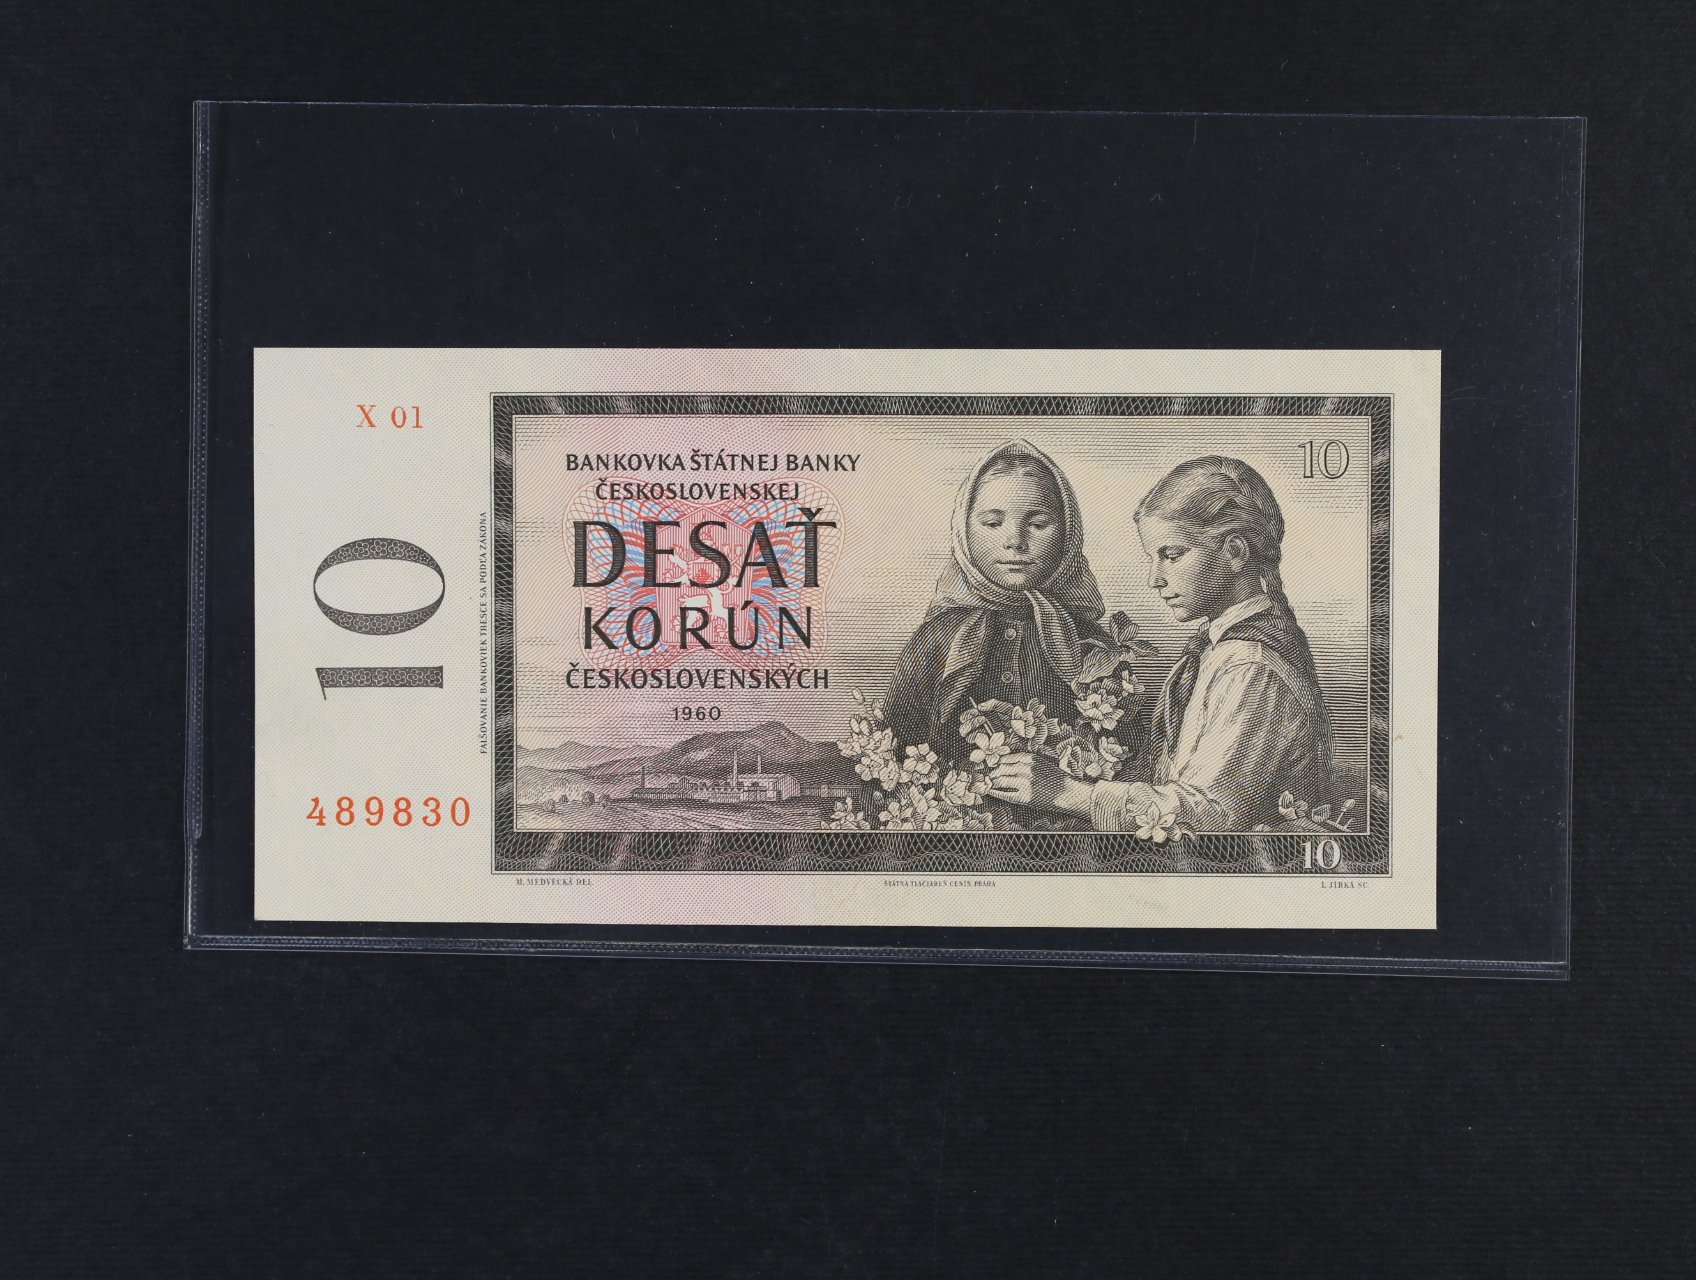 X 01
10
489830
FALŠOVANIE BANKOVIEK TRESCE SA PODĽA ZÁKONA
BANKOVKA ŠTÁTNEJ BANKY
ČESKOSLOVENSKEJ
DESAŤ
KORÚN
ČESKOSLOVENSKÝCH
1960
10
10
M. MEDVECKÁ DEL.
ŠTÁTNA TLAČIAREŇ CENÍN, PRAHA
I. JIRKA SC.